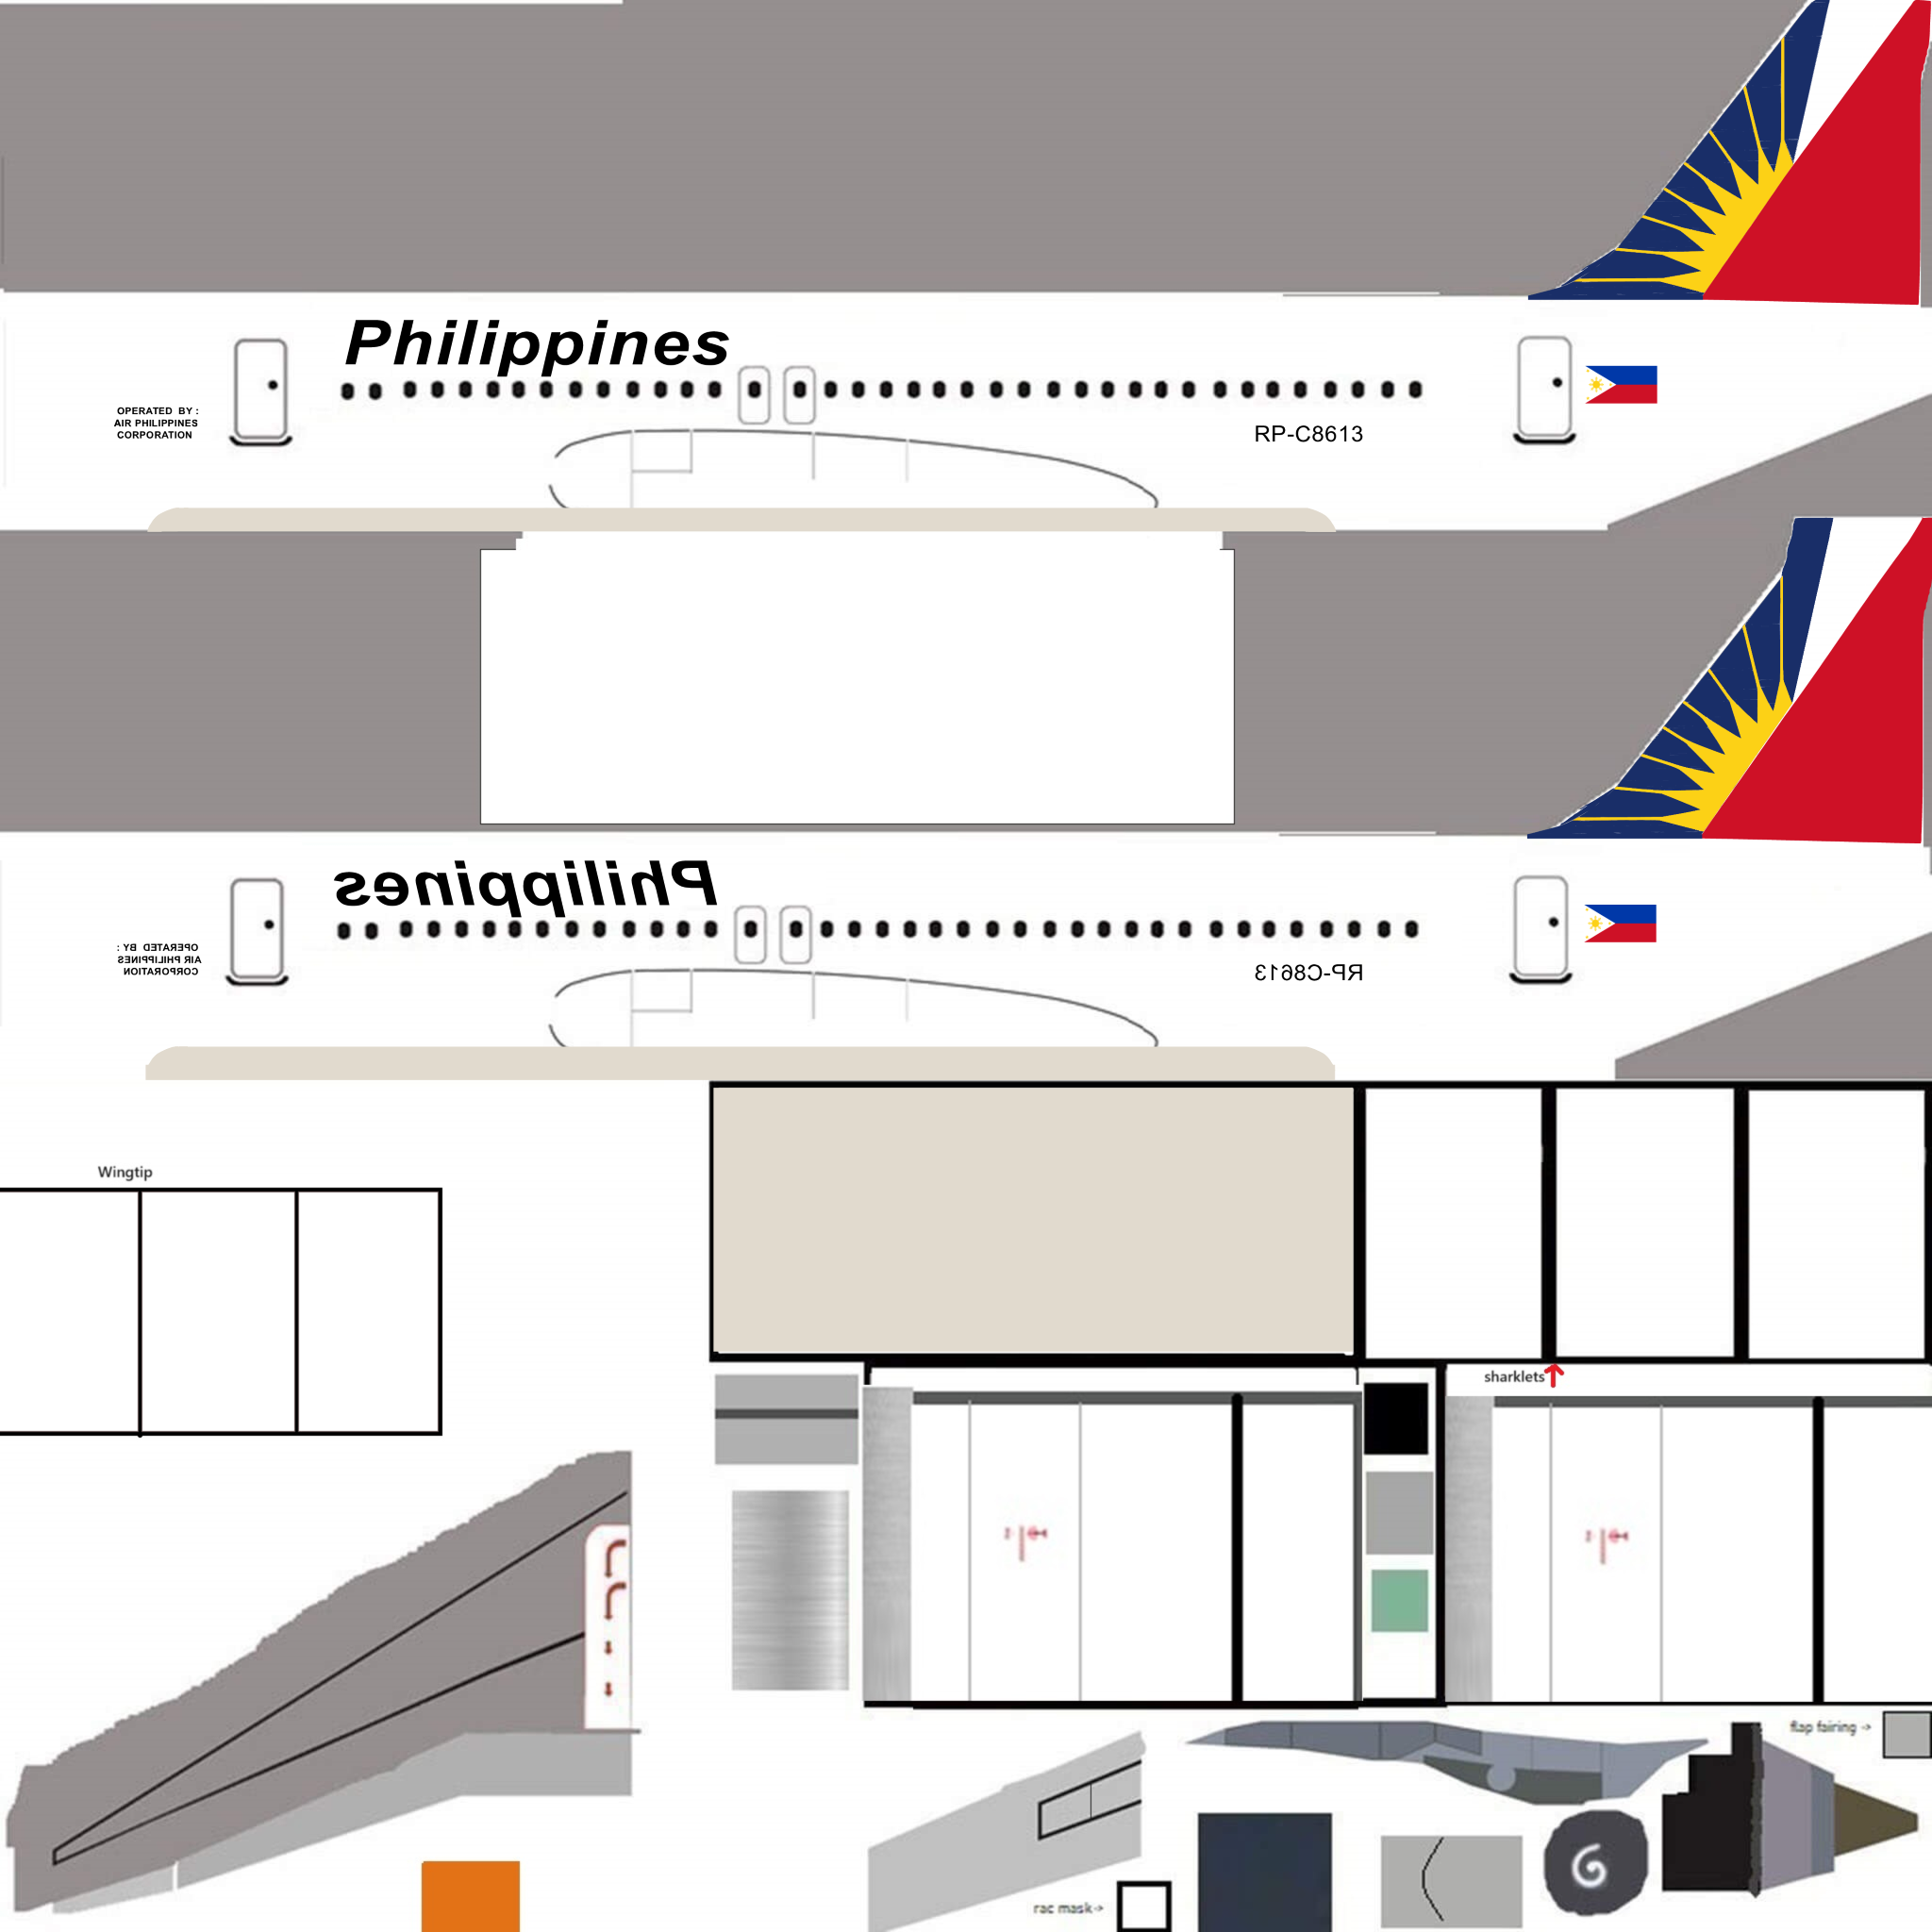 Philippines
OPERATED BY :
AIR PHILIPPINES
CORPORATION
RP-C8613
Philippines
OPERATED BY :
AIR PHILIPPINES
CORPORATION
RP-C8613
Wingtip
sharklets
flap fairing ->
rac mask->